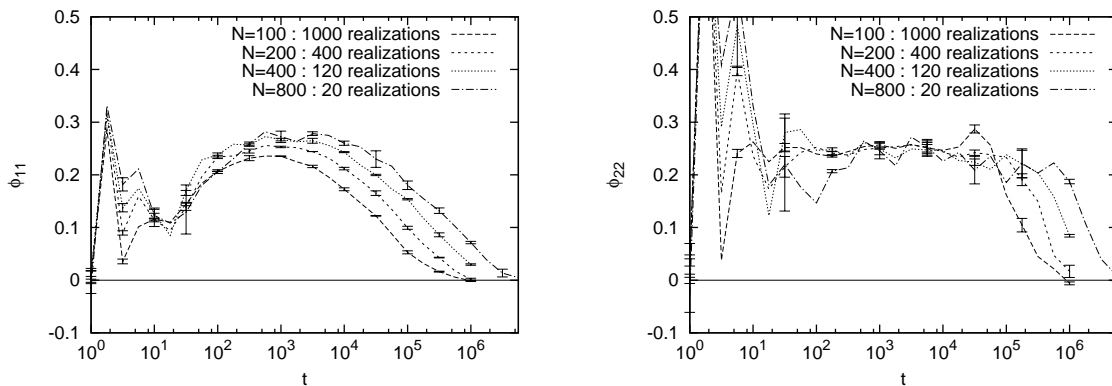 0.5
0.4
0.3
0.2
0.1
0
-0.1
ϕ11
N=100 : 1000 realizations
N=200 : 400 realizations
N=400 : 120 realizations
N=800 : 20 realizations
10^0 10^1 10^2 10^3 10^4 10^5 10^6
t
0.5
0.4
0.3
0.2
0.1
0
-0.1
ϕ22
N=100 : 1000 realizations
N=200 : 400 realizations
N=400 : 120 realizations
N=800 : 20 realizations
10^0 10^1 10^2 10^3 10^4 10^5 10^6
t